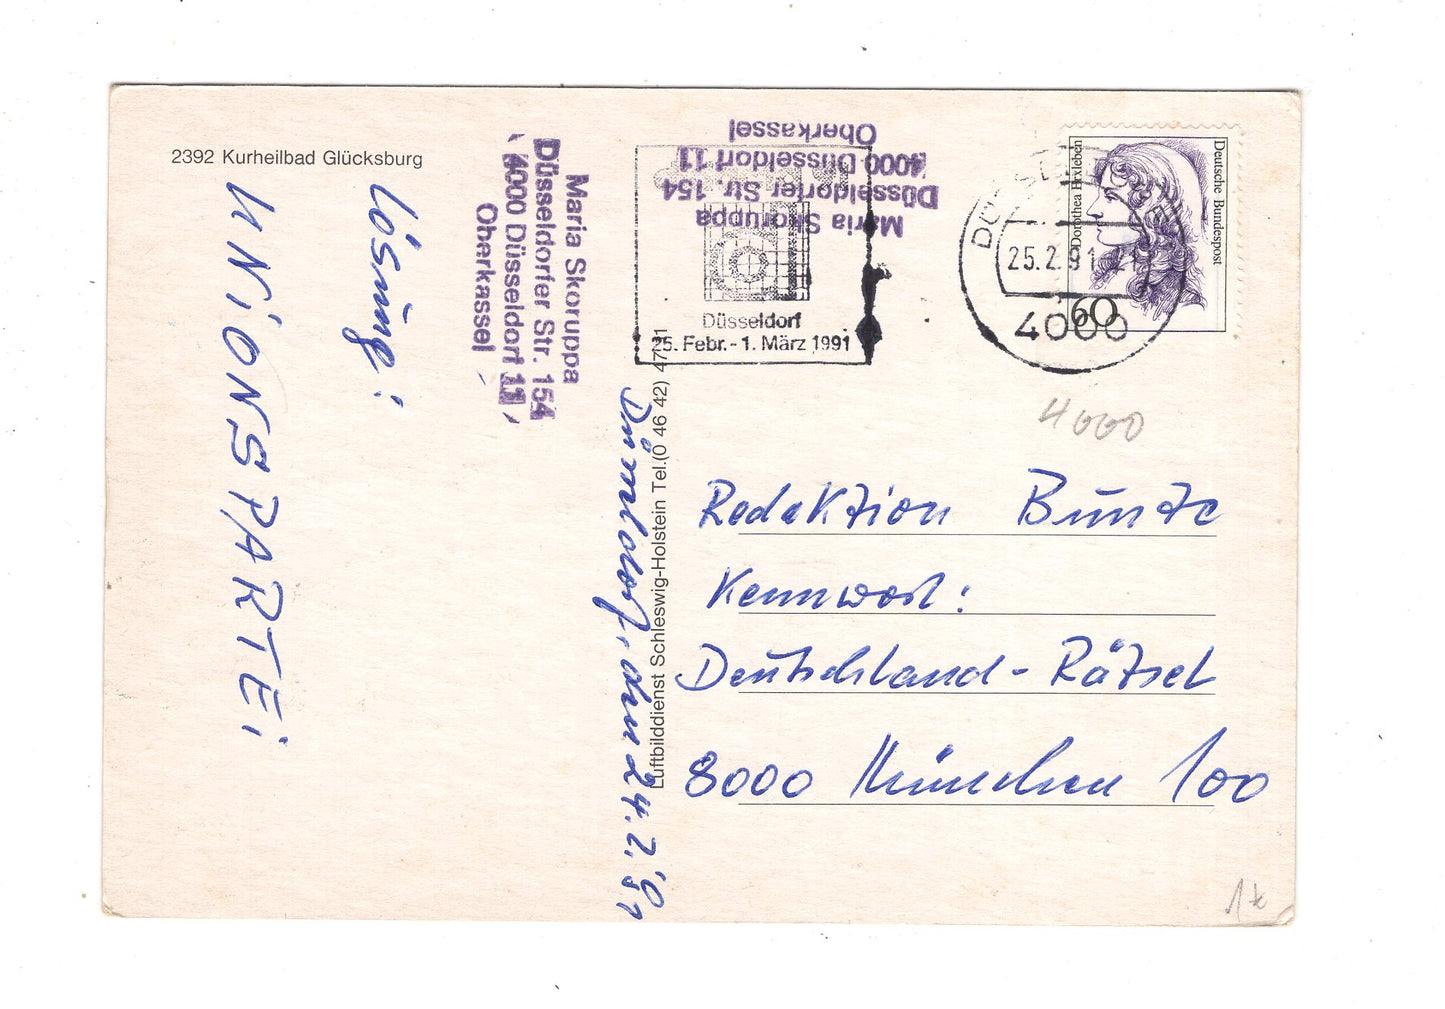 2392 Kurheilbad Glücksburg
Lösung:
UNIONSPARTEI
Maria Skoruppa
Düsseldorfer Str. 154
4000 Düsseldorf 11
Oberkassel
Maria Skoruppa
Düsseldorfer Str. 154
4000 Düsseldorf 11
Oberkassel
Düsseldorf
25. Febr. - 1. März 1991
25.2.91
4000
Deutsche Bundespost
Dorothea Erxleben
60
Luftbilddienst Schleswig-Holstein Tel.(0 46 42)
Düsseldorf, den 24.2.'91
4000
Redaktion Bunte
Kennwort:
Deutschland-Rätsel
8000 München 100